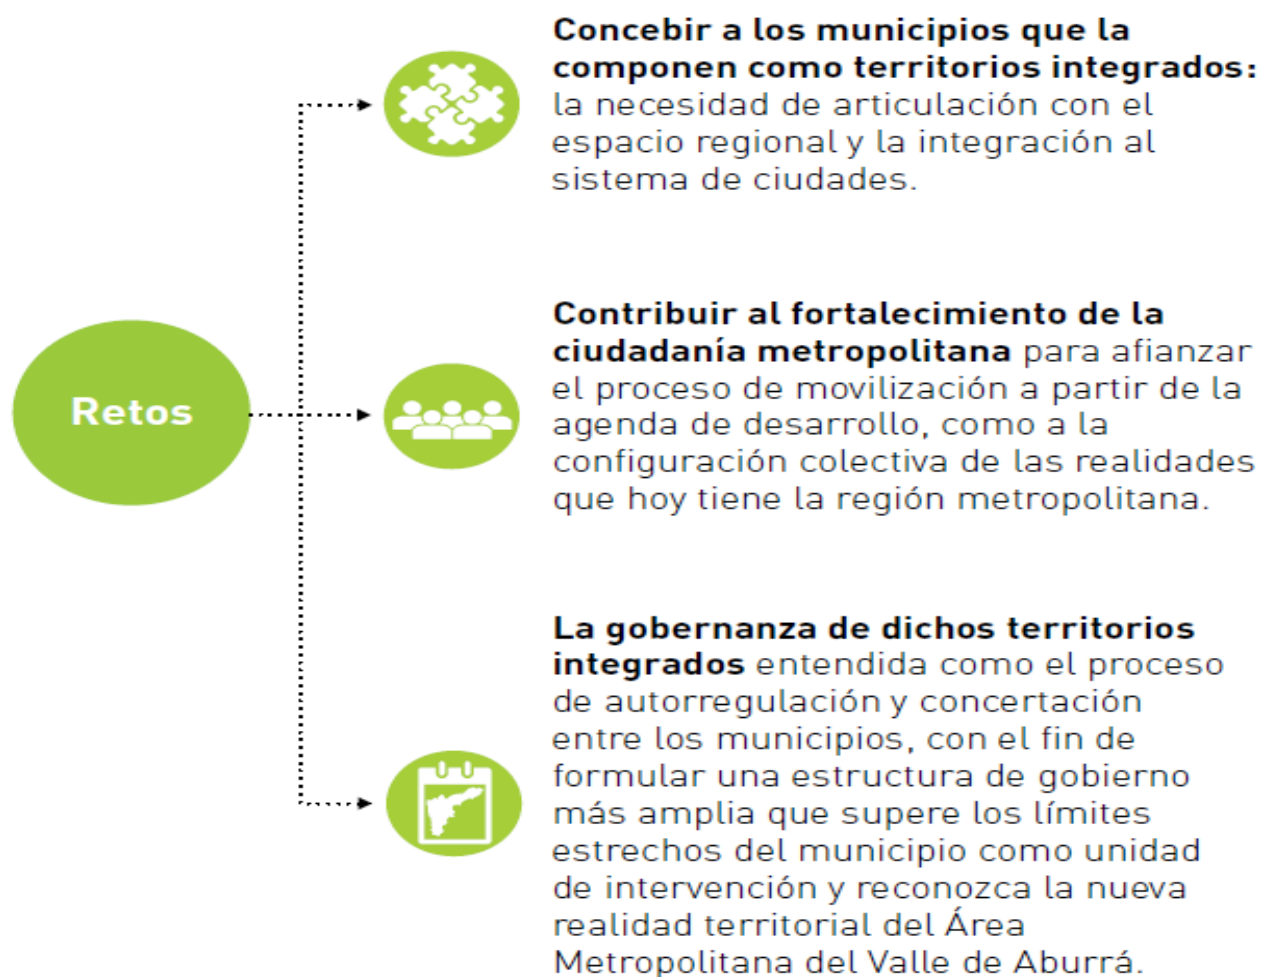 Retos
Concebir a los municipios que la
componen como territorios integrados:
la necesidad de articulación con el
espacio regional y la integración al
sistema de ciudades.
Contribuir al fortalecimiento de la
ciudadanía metropolitana para afianzar
el proceso de movilización a partir de la
agenda de desarrollo, como a la
configuración colectiva de las realidades
que hoy tiene la región metropolitana.
La gobernanza de dichos territorios
integrados entendida como el proceso
de autorregulación y concertación
entre los municipios, con el fin de
formular una estructura de gobierno
más amplia que supere los límites
estrechos del municipio como unidad
de intervención y reconozca la nueva
realidad territorial del Área
Metropolitana del Valle de Aburrá.